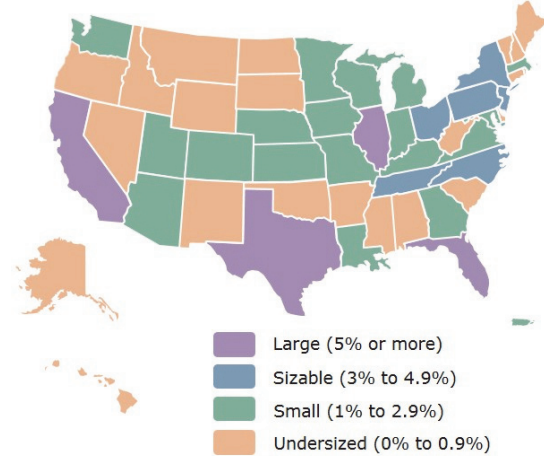 Large (5% or more)
Sizable (3% to 4.9%)
Small (1% to 2.9%)
Undersized (0% to 0.9%)